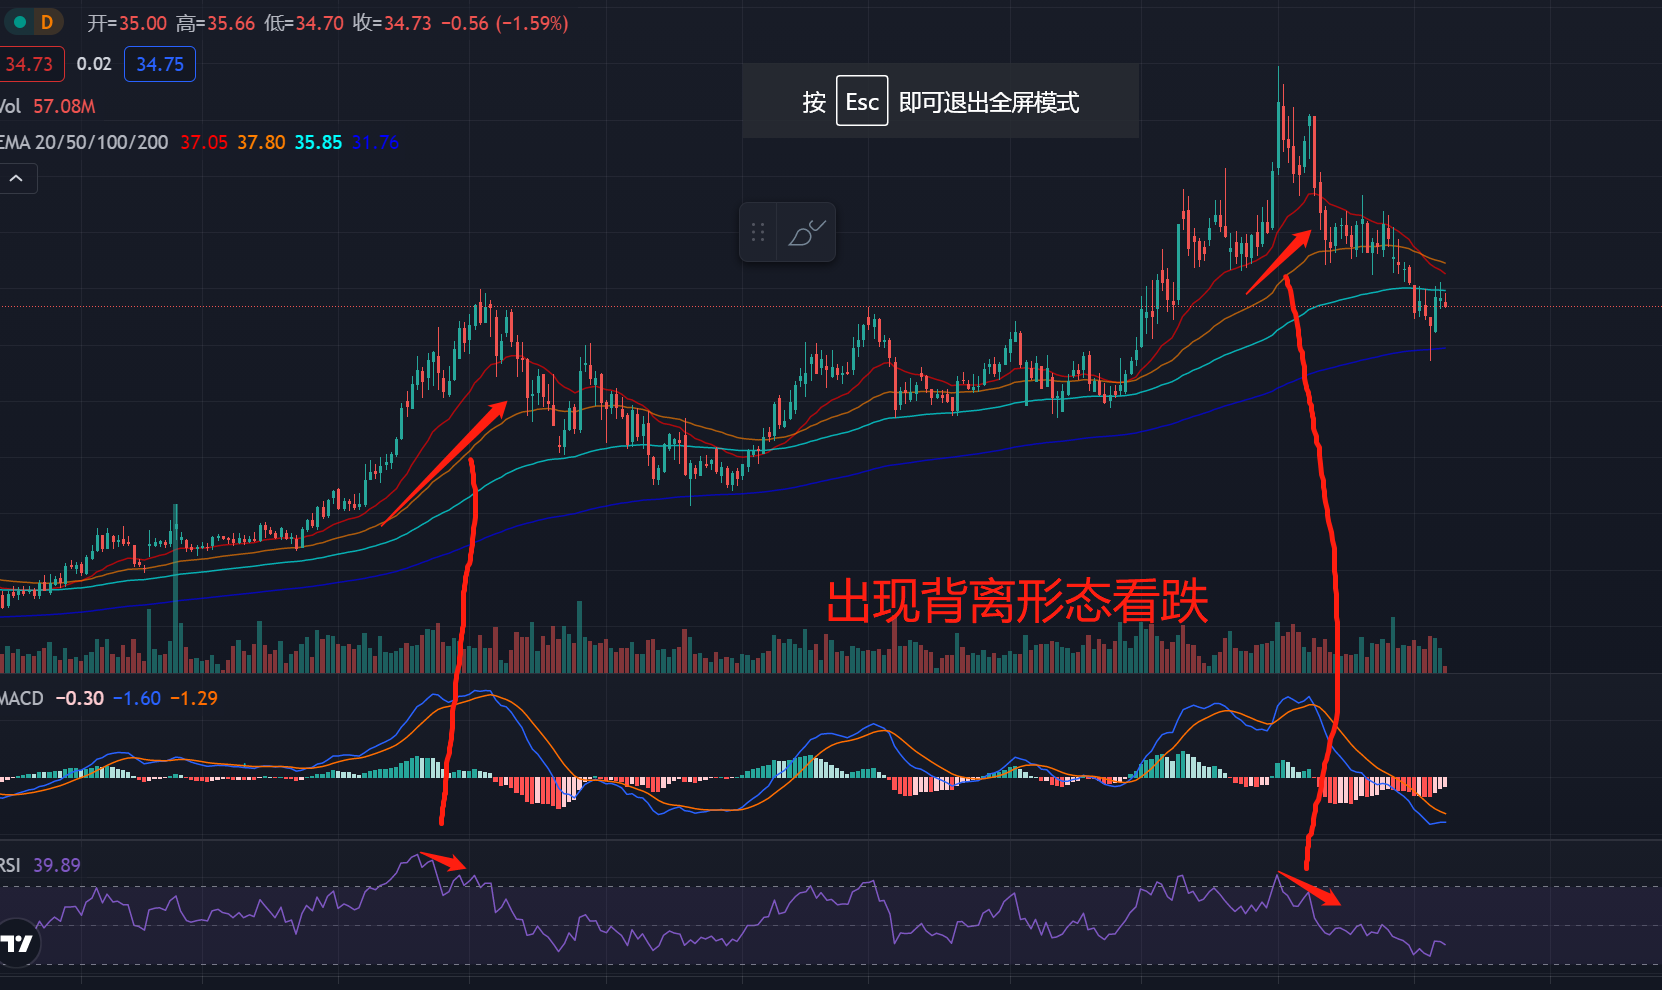 D 开=35.00 高=35.66 低=34.70 收=34.73 −0.56 (−1.59%)
34.73 0.02 34.75
Vol 57.08M
EMA 20/50/100/200 37.05 37.80 35.85 31.76
按 Esc 即可退出全屏模式
出现背离形态看跌
MACD −0.30 −1.60 −1.29
RSI 39.89